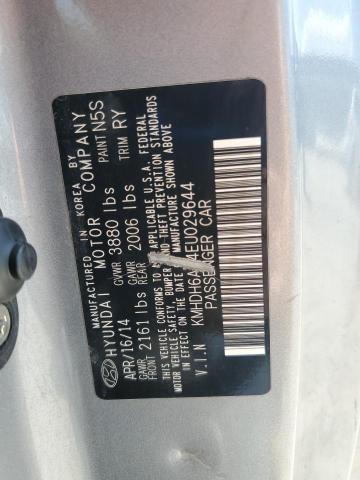 MANUFACTURED IN KOREA BY
HYUNDAI MOTOR COMPANY
APR/16/14 GVWR 3880 lbs PAINT N5S
GAWR FRONT 2161 lbs GAWR REAR 2006 lbs TRIM RY
THIS VEHICLE CONFORMS TO ALL APPLICABLE U.S.A. FEDERAL
MOTOR VEHICLE SAFETY, BUMPER, AND THEFT PREVENTION STANDARDS
IN EFFECT ON THE DATE OF MANUFACTURE SHOWN ABOVE
V.I.N
PASSENGER CAR